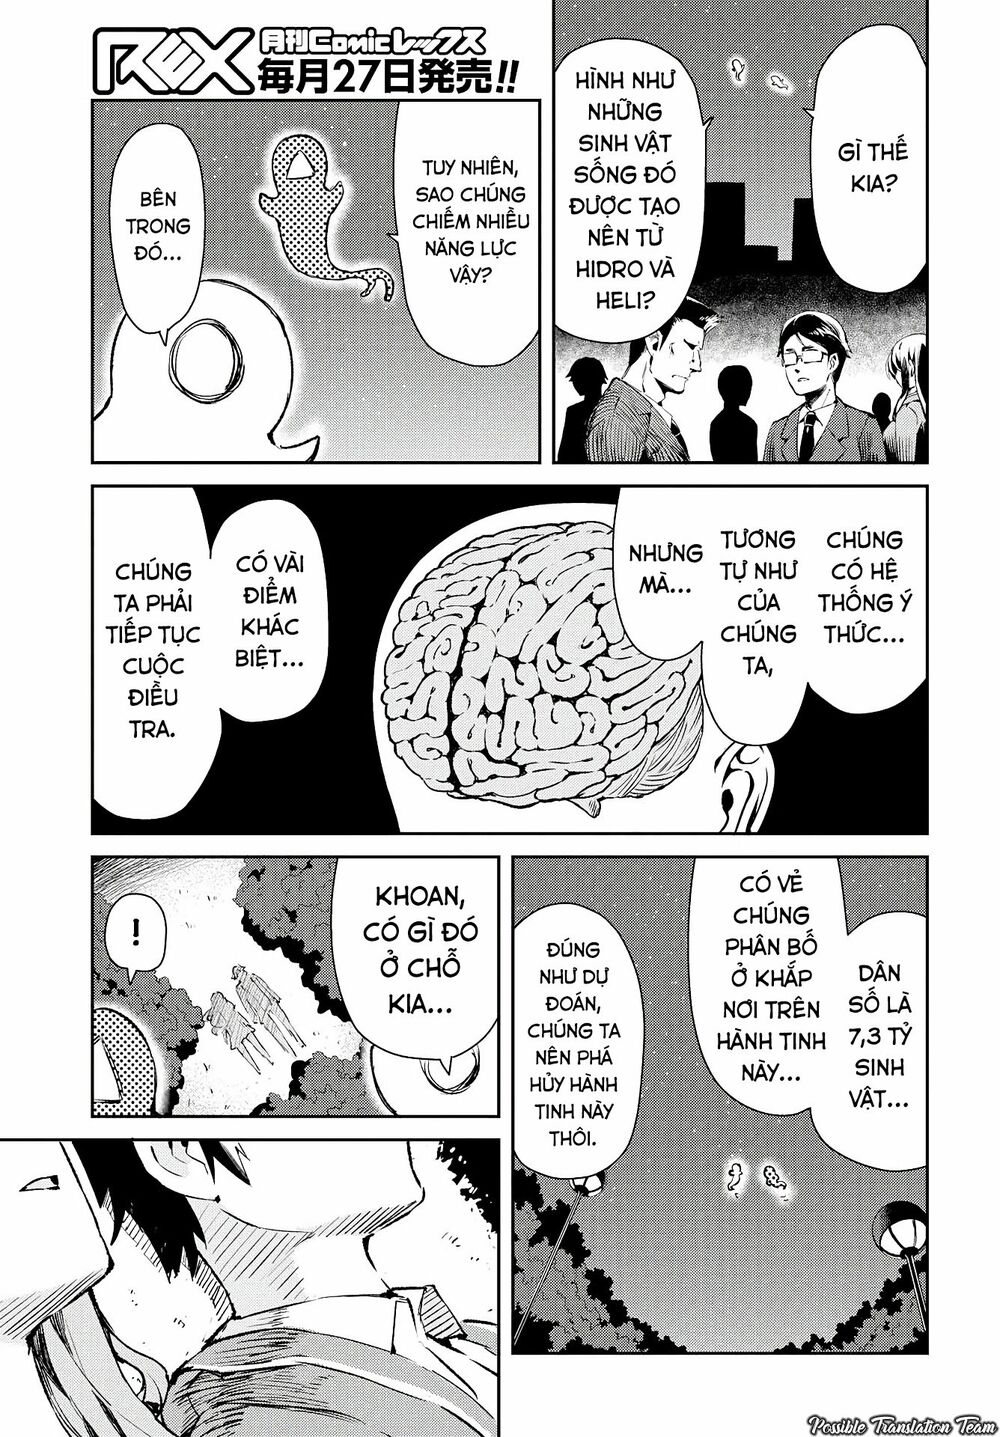 REX 月刊Comicレックス
毎月27日発売!!
GÌ THẾ
KIA?
HÌNH NHƯ
NHỮNG
SINH VẬT
SỐNG ĐÓ
ĐƯỢC TẠO
NÊN TỪ
HIDRO VÀ
HELI?
TUY NHIÊN,
SAO CHÚNG
CHIẾM NHIỀU
NĂNG LỰC
VẬY?
BÊN
TRONG
ĐÓ...
CHÚNG
CÓ HỆ
THỐNG Ý
THỨC...
TƯƠNG
TỰ NHƯ
CỦA
CHÚNG
TA,
NHƯNG
MÀ...
CÓ VÀI
ĐIỂM
KHÁC
BIỆT...
CHÚNG
TA PHẢI
TIẾP TỤC
CUỘC
ĐIỀU
TRA.
DÂN
SỐ LÀ
7,3 TỶ
SINH
VẬT...
CÓ VẺ
CHÚNG
PHÂN BỐ
Ở KHẮP
NƠI TRÊN
HÀNH TINH
NÀY...
ĐÚNG
NHƯ DỰ
ĐOÁN,
CHÚNG TA
NÊN PHÁ
HỦY HÀNH
TINH NÀY
THÔI.
KHOAN,
CÓ GÌ ĐÓ
Ở CHỖ
KIA...
!
Possible Translation Team